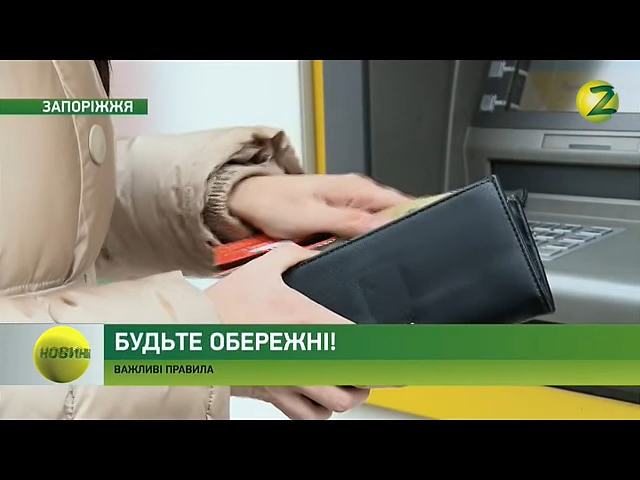 ЗАПОРІЖЖЯ
Z
НОВИНИ
БУДЬТЕ ОБЕРЕЖНІ!
ВАЖЛИВІ ПРАВИЛА